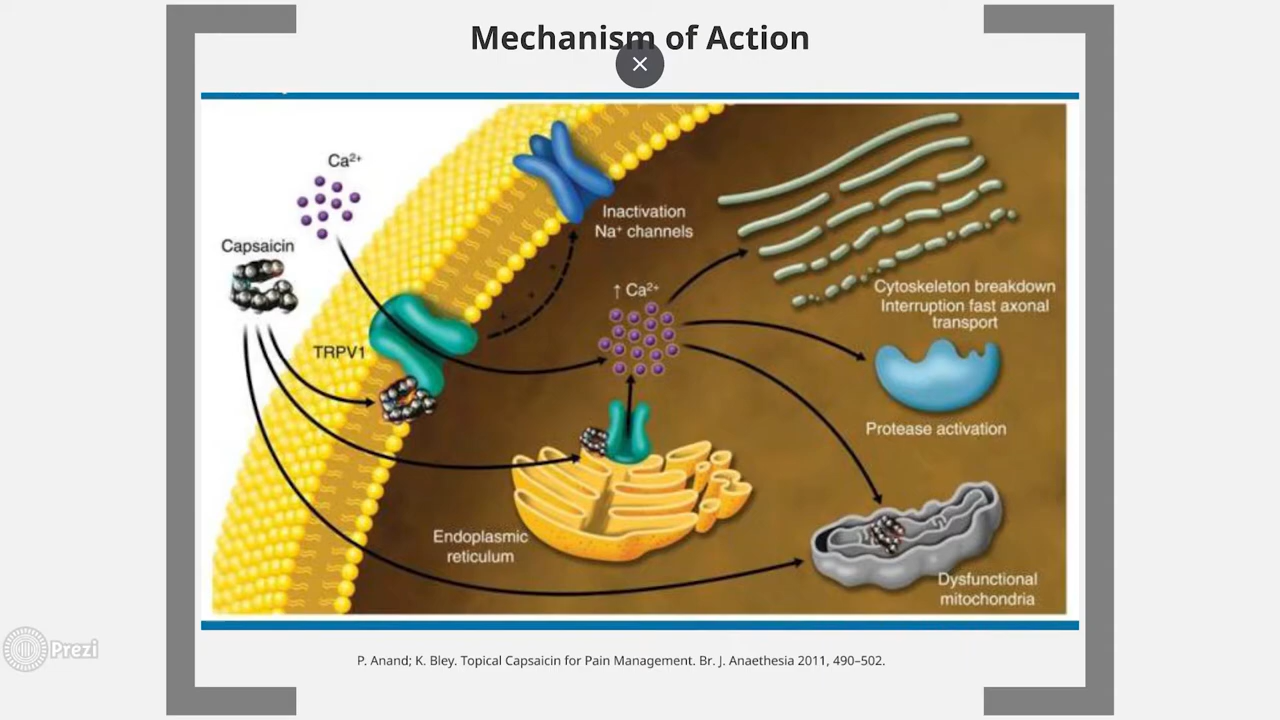 Mechanism of Action
Ca²⁺
Capsaicin
Inactivation
Na⁺ channels
↑ Ca²⁺
TRPV1
Cytoskeleton breakdown
Interruption fast axonal
transport
Protease activation
Endoplasmic
reticulum
Dysfunctional
mitochondria
Prezi
P. Anand; K. Bley. Topical Capsaicin for Pain Management. Br. J. Anaesthesia 2011, 490–502.